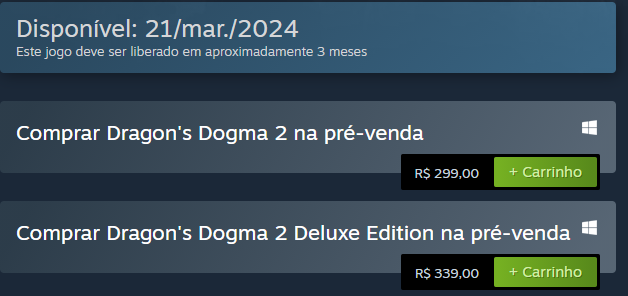 Disponível: 21/mar./2024
Este jogo deve ser liberado em aproximadamente 3 meses
Comprar Dragon's Dogma 2 na pré-venda
R$ 299,00
+ Carrinho
Comprar Dragon's Dogma 2 Deluxe Edition na pré-venda
R$ 339,00
+ Carrinho